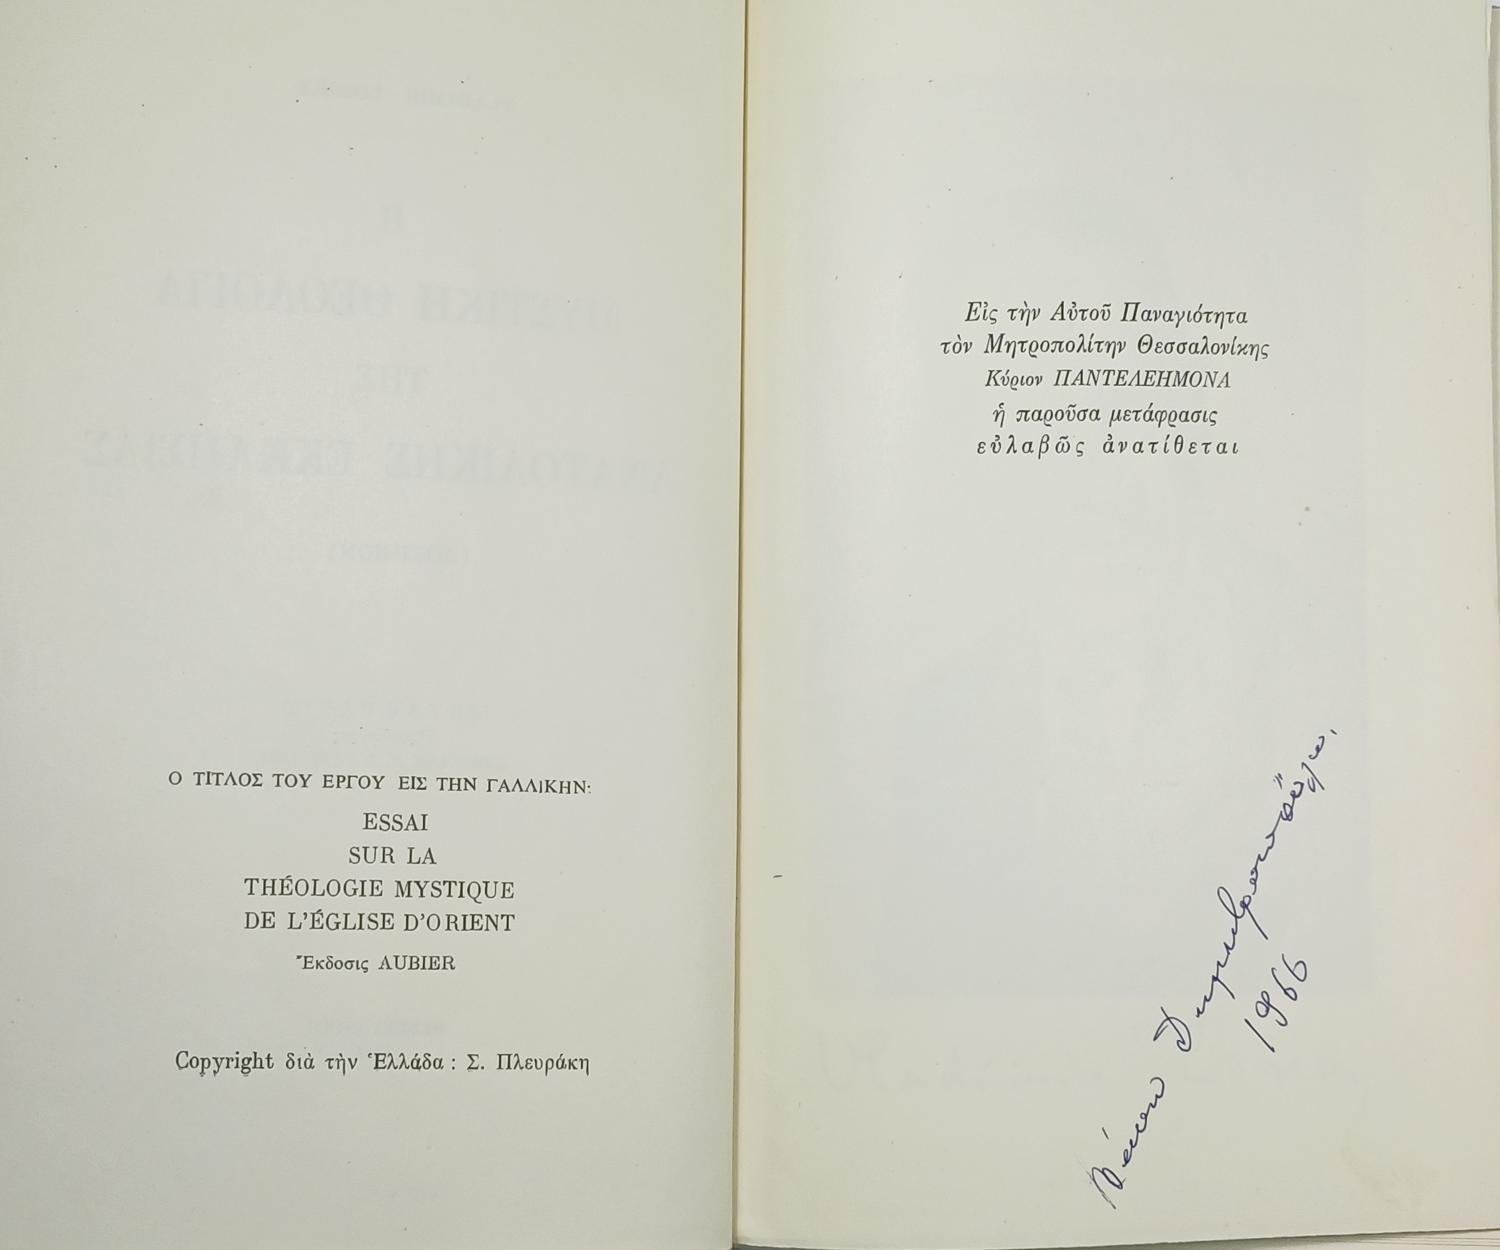 Ο ΤΙΤΛΟΣ ΤΟΥ ΕΡΓΟΥ ΕΙΣ ΤΗΝ ΓΑΛΛΙΚΗΝ:
ESSAI
SUR LA
THÉOLOGIE MYSTIQUE
DE L'ÉGLISE D'ORIENT
Ἔκδοσις AUBIER
Copyright διὰ τὴν Ἑλλάδα : Σ. Πλευράκη
Εἰς τὴν Αὐτοῦ Παναγιότητα
τὸν Μητροπολίτην Θεσσαλονίκης
Κύριον ΠΑΝΤΕΛΕΗΜΟΝΑ
ἡ παροῦσα μετάφρασις
εὐλαβῶς ἀνατίθεται
1966